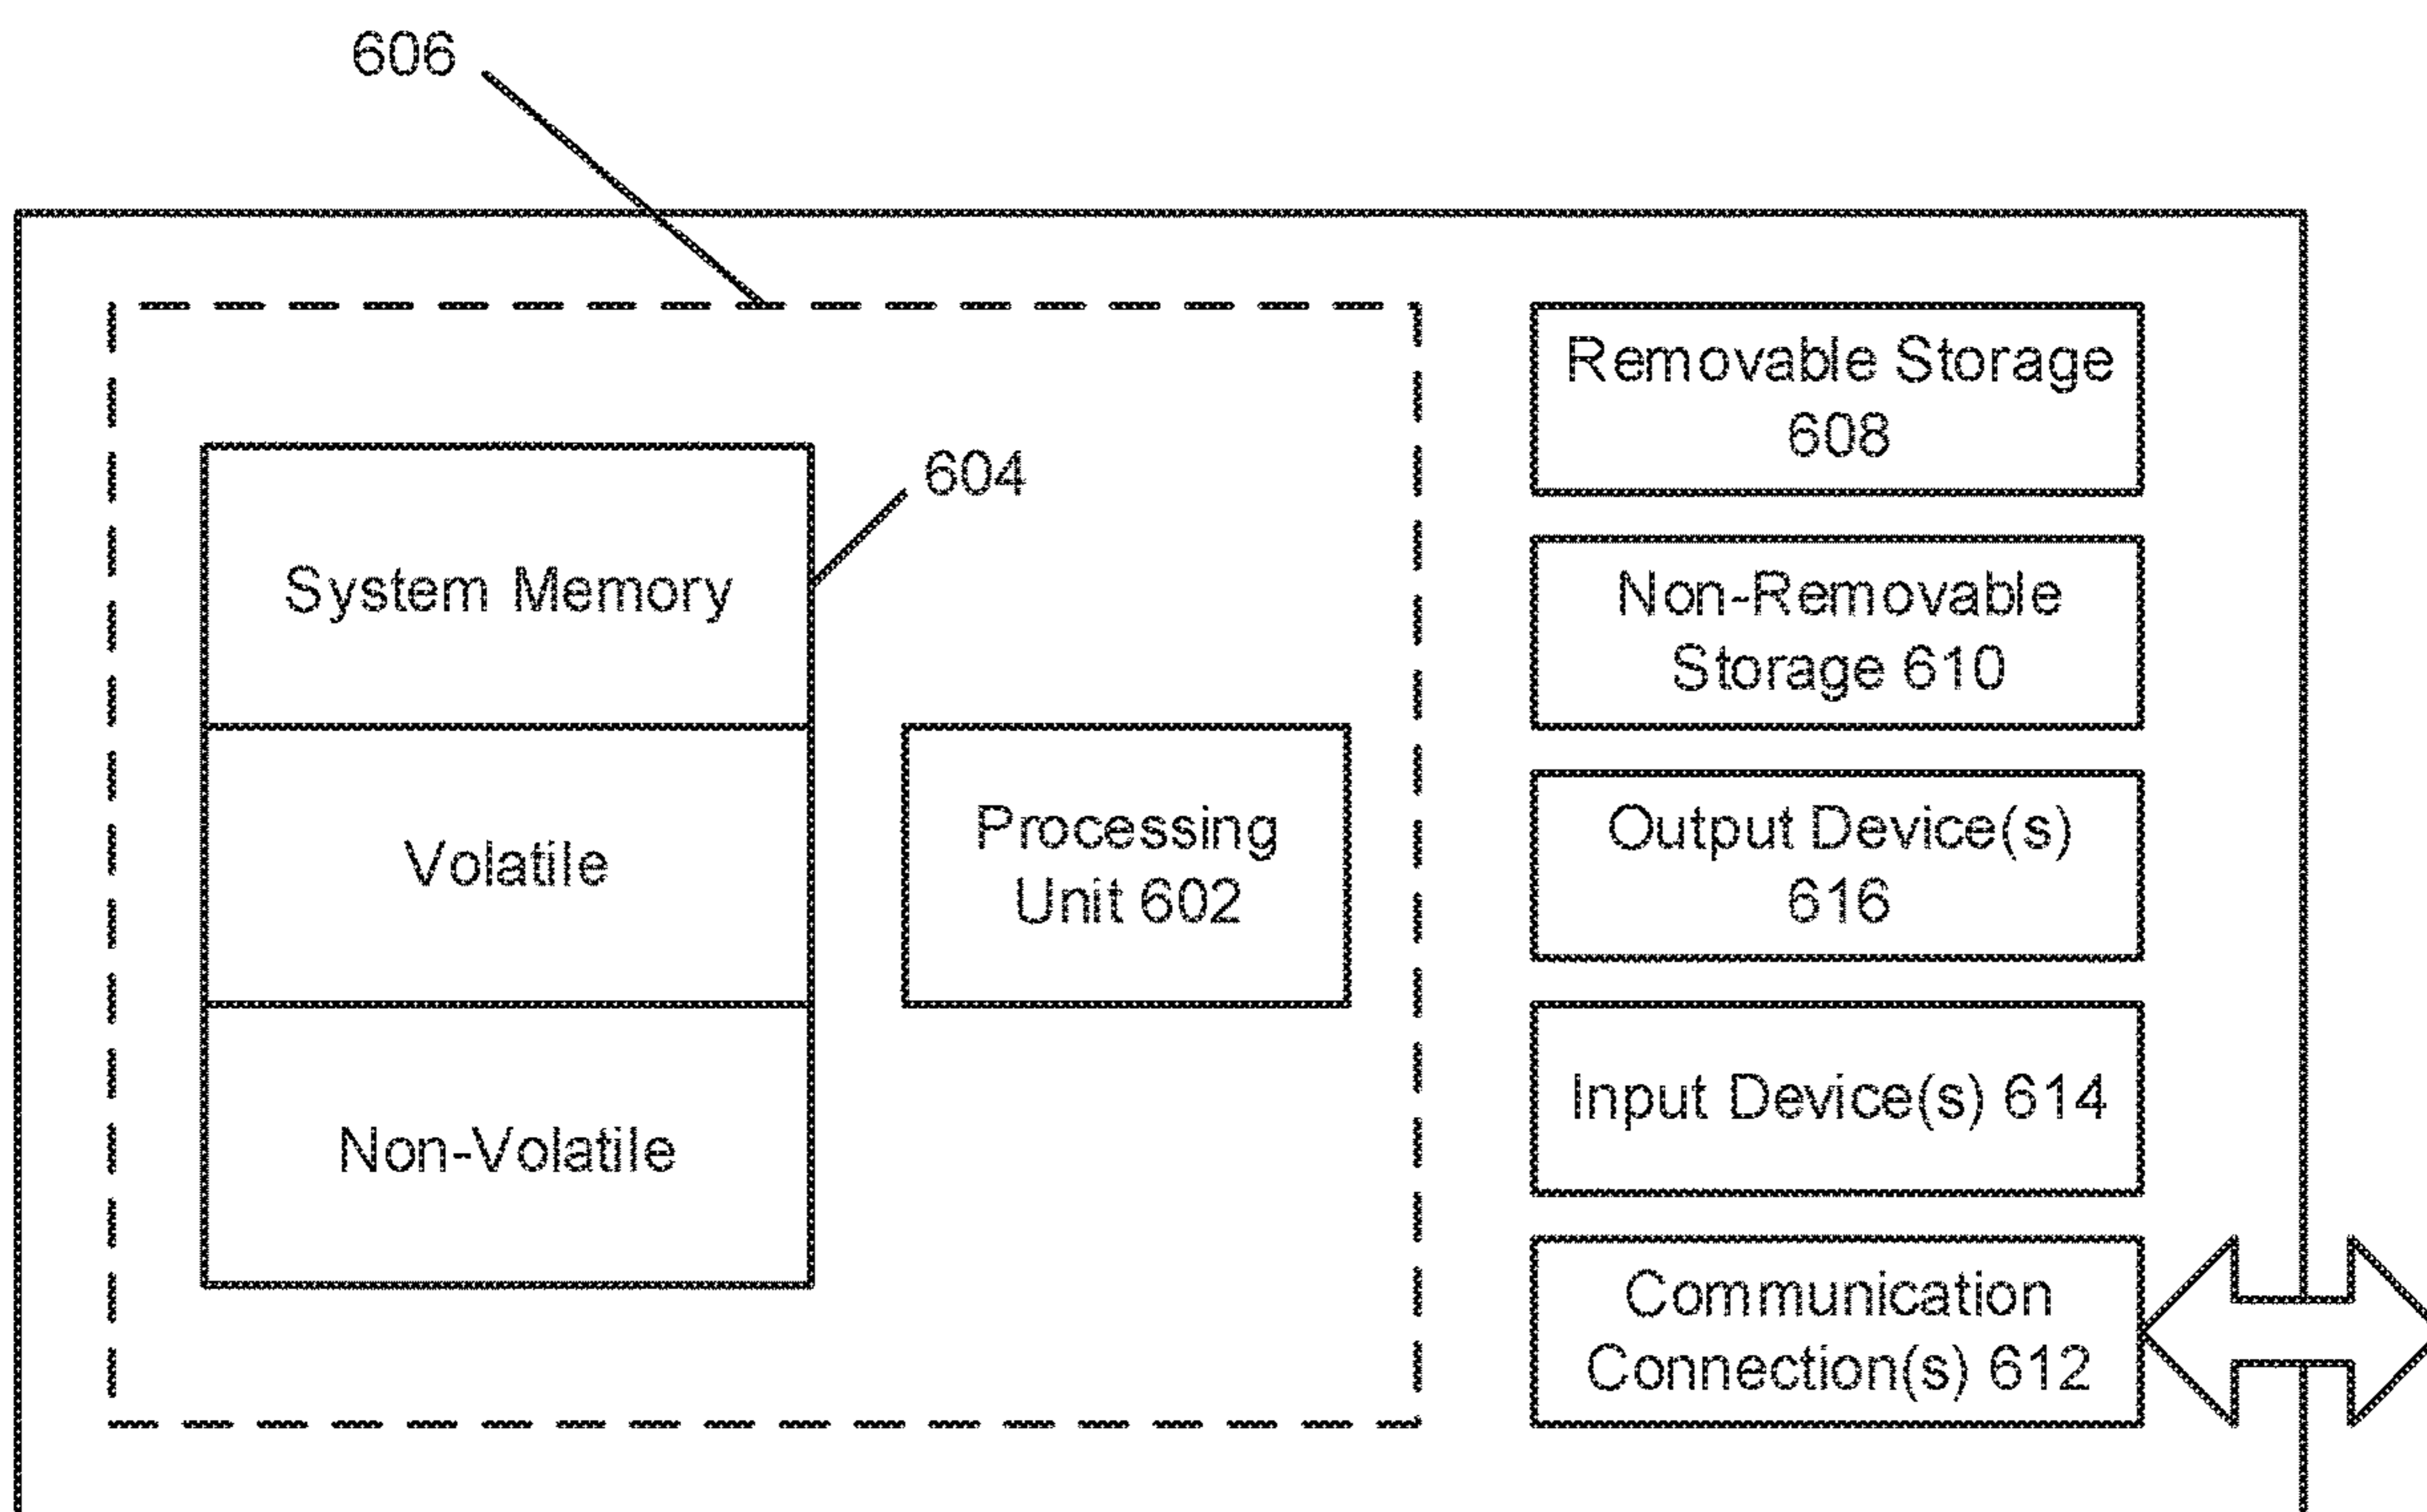 606
604
System Memory
Volatile
Non-Volatile
Processing
Unit 602
Removable Storage
608
Non-Removable
Storage 610
Output Device(s)
616
Input Device(s) 614
Communication
Connection(s) 612